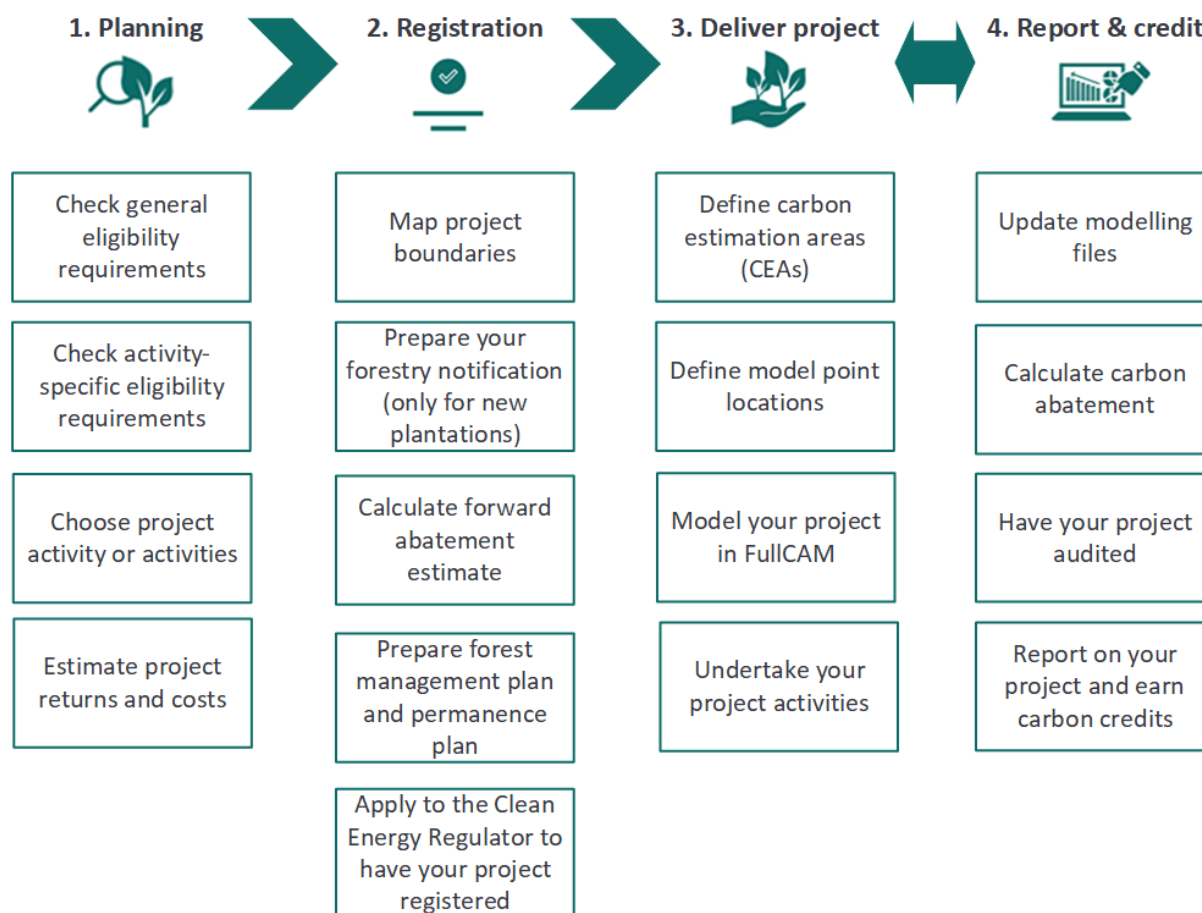 1. Planning
2. Registration
3. Deliver project
4. Report & credit
Check general
eligibility
requirements
Check activity-
specific eligibility
requirements
Choose project
activity or activities
Estimate project
returns and costs
Map project
boundaries
Prepare your
forestry notification
(only for new
plantations)
Calculate forward
abatement
estimate
Prepare forest
management plan
and permanence
plan
Apply to the Clean
Energy Regulator to
have your project
registered
Define carbon
estimation areas
(CEAs)
Define model point
locations
Model your project
in FullCAM
Undertake your
project activities
Update modelling
files
Calculate carbon
abatement
Have your project
audited
Report on your
project and earn
carbon credits